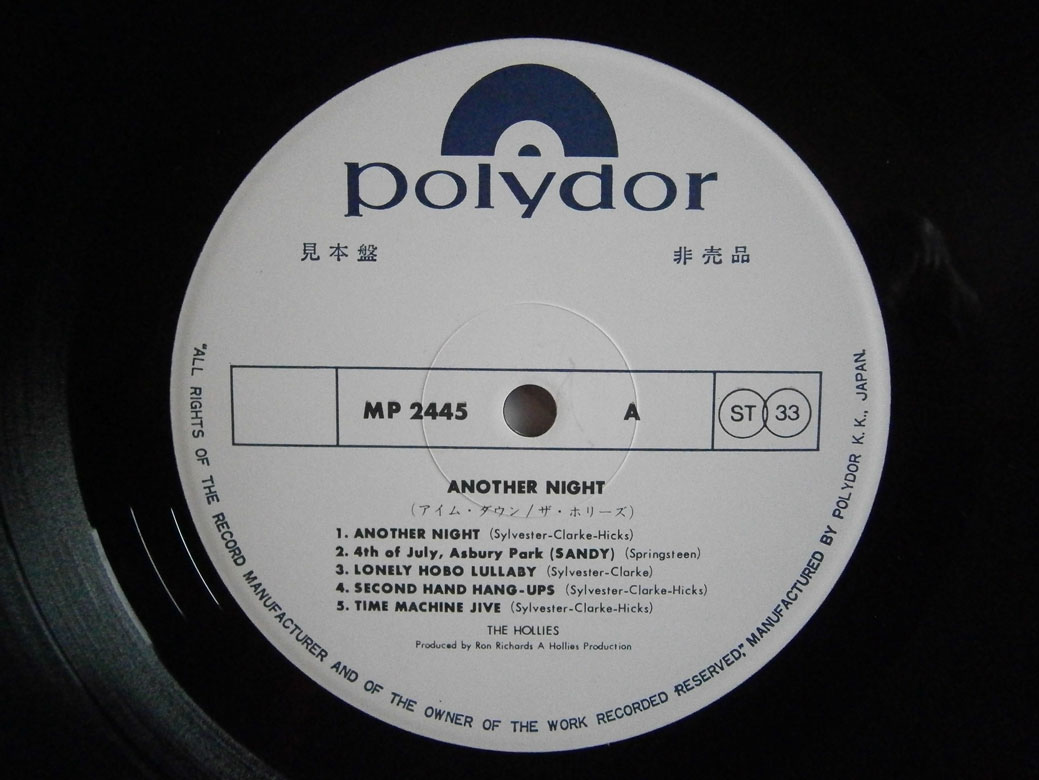 polydor
見本盤 非売品
MP 2445 A ST 33
ANOTHER NIGHT
(アイム・ダウン/ザ・ホリーズ)
1. ANOTHER NIGHT (Sylvester-Clarke-Hicks)
2. 4th of July, Asbury Park (SANDY) (Springsteen)
3. LONELY HOBO LULLABY (Sylvester-Clarke)
4. SECOND HAND HANG-UPS (Sylvester-Clarke-Hicks)
5. TIME MACHINE JIVE (Sylvester-Clarke-Hicks)
THE HOLLIES
Produced by Ron Richards A Hollies Production
"ALL RIGHTS OF THE RECORD MANUFACTURER AND OF THE OWNER OF THE WORK RECORDED RESERVED," MANUFACTURED BY POLYDOR K. K., JAPAN.